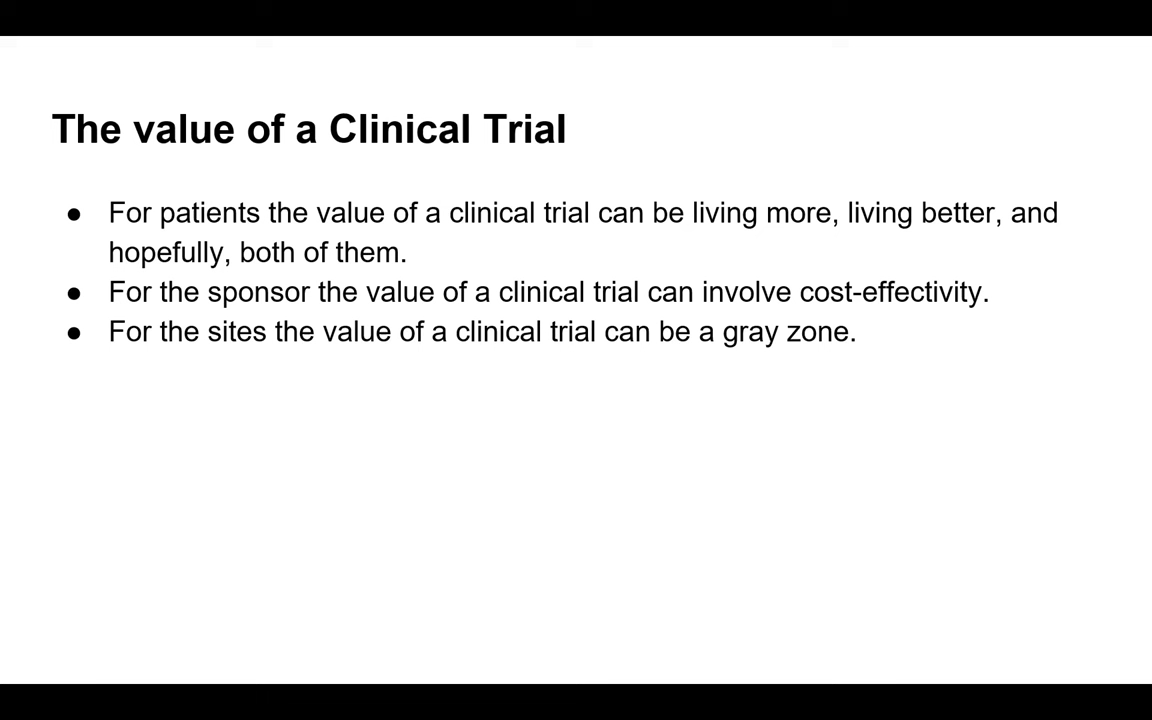 The value of a Clinical Trial
● For patients the value of a clinical trial can be living more, living better, and
hopefully, both of them.
● For the sponsor the value of a clinical trial can involve cost-effectivity.
● For the sites the value of a clinical trial can be a gray zone.